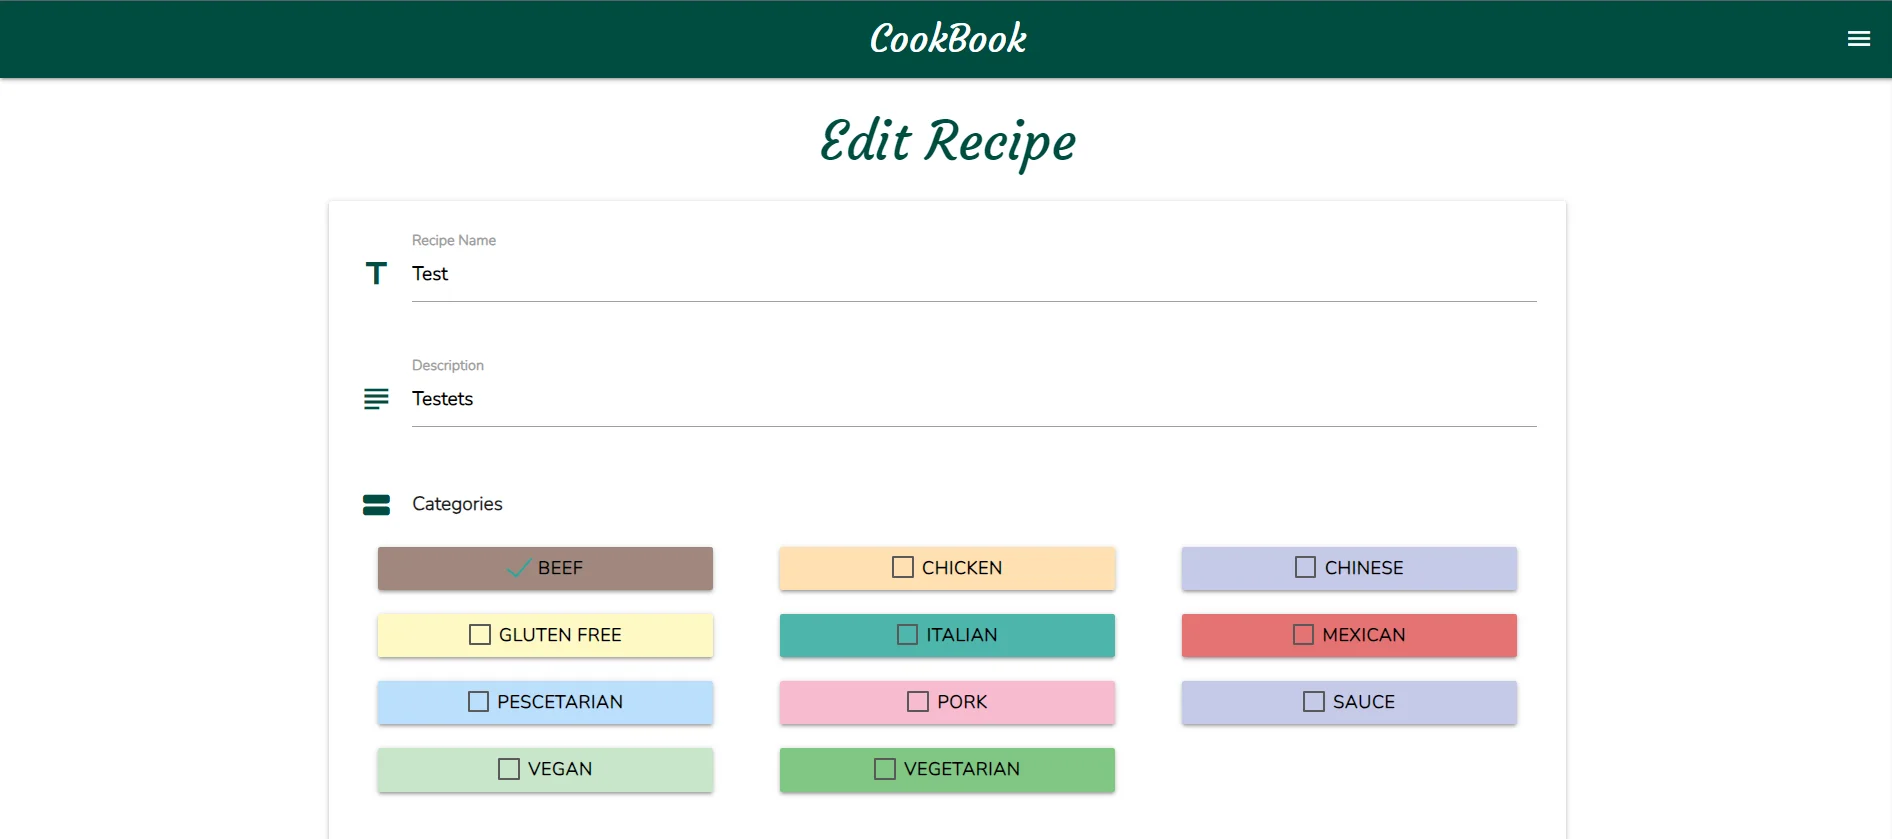 CookBook
Edit Recipe
Recipe Name
Test
Description
Testets
Categories
BEEF
CHICKEN
CHINESE
GLUTEN FREE
ITALIAN
MEXICAN
PESCETARIAN
PORK
SAUCE
VEGAN
VEGETARIAN